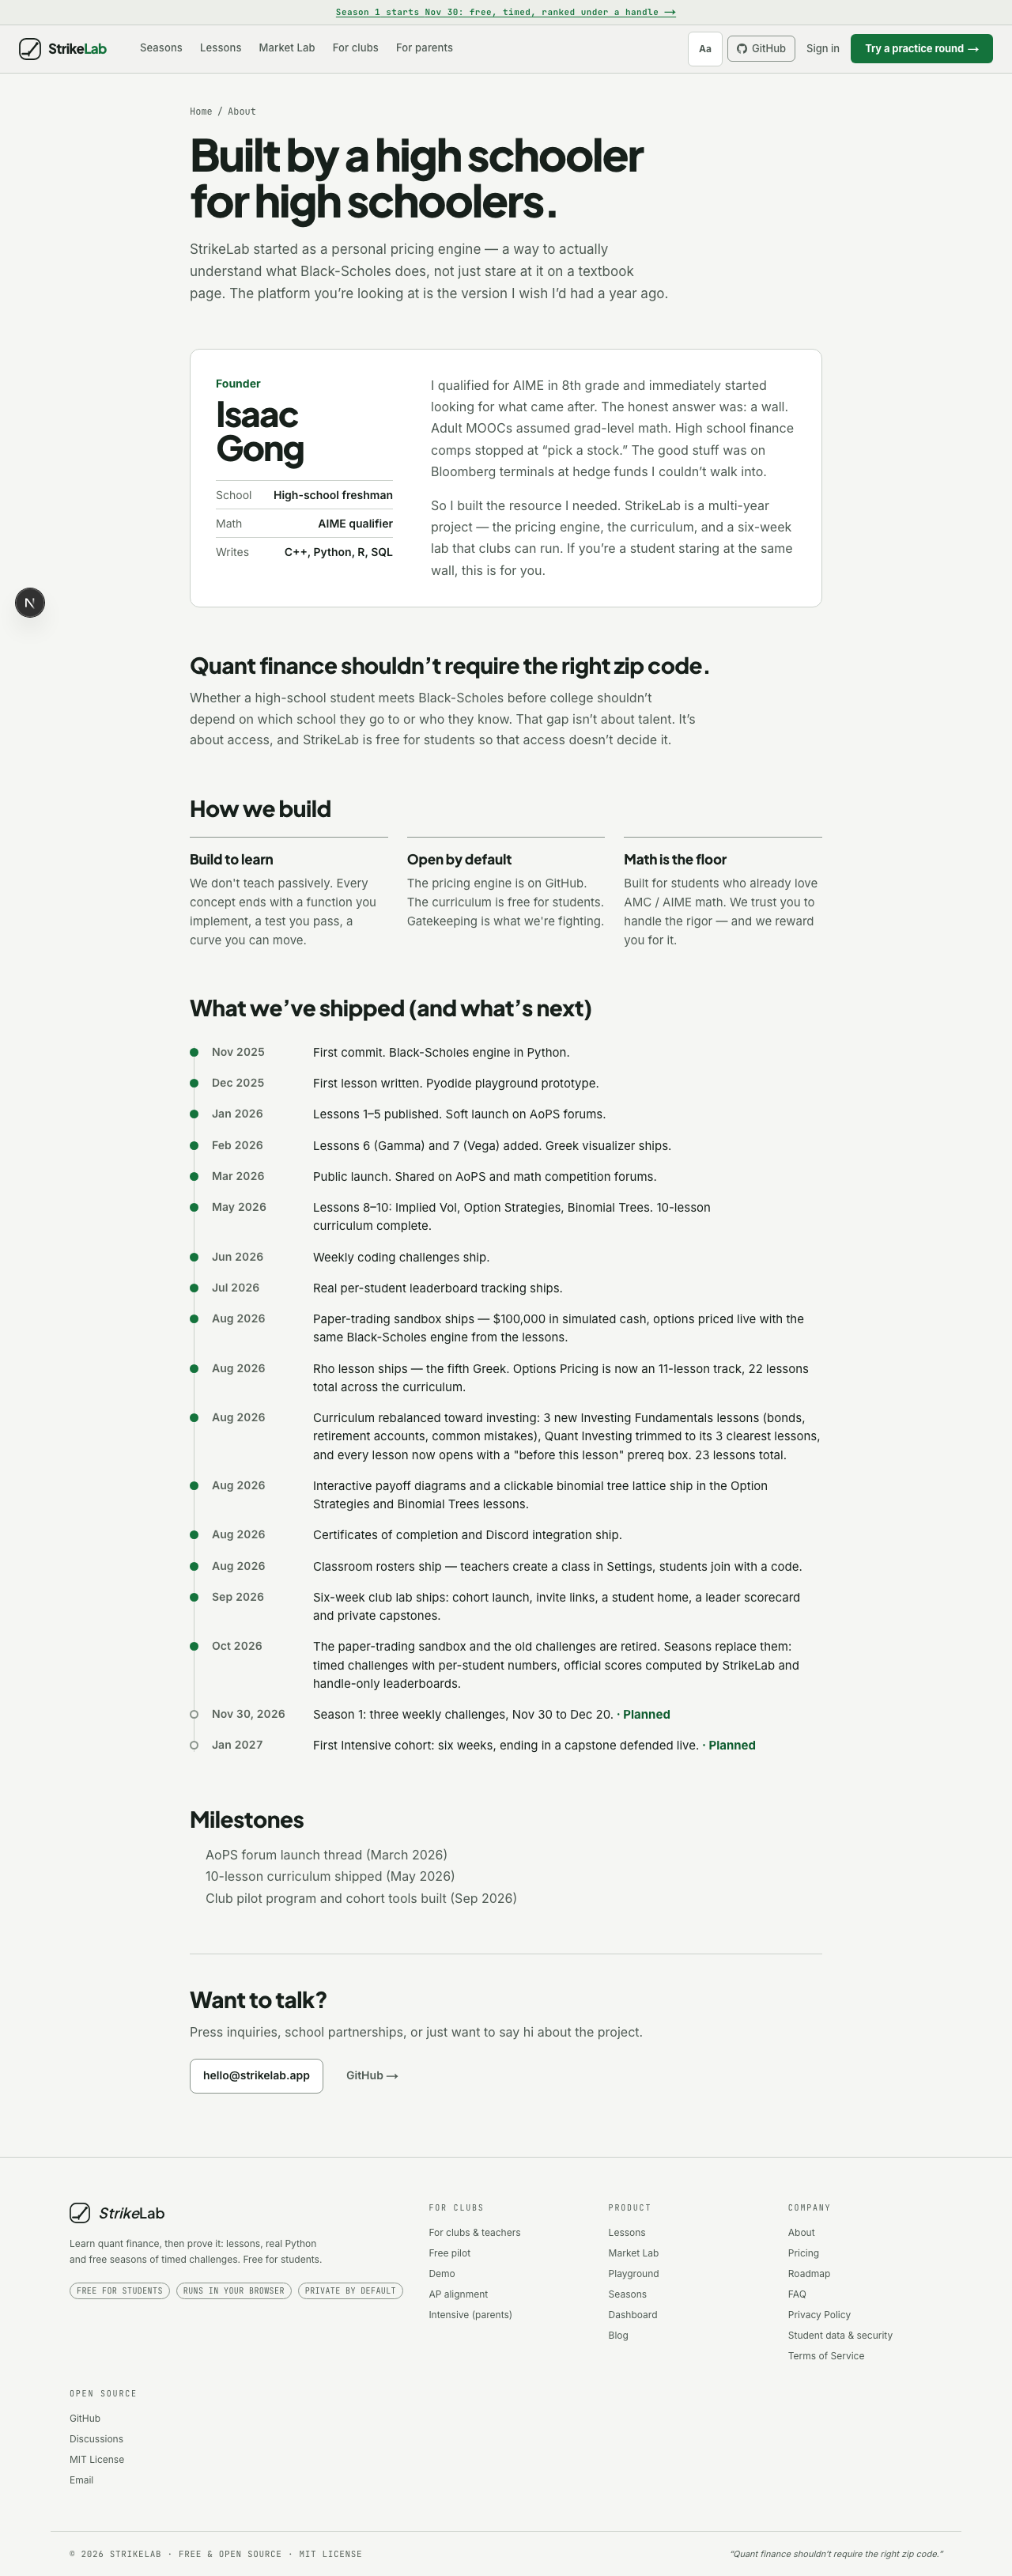 Season 1 starts Nov 30: free, timed, ranked under a handle →
StrikeLab
Seasons
Lessons
Market Lab
For clubs
For parents
Aa
GitHub
Sign in
Try a practice round →
Home / About
Built by a high schooler
for high schoolers.
StrikeLab started as a personal pricing engine — a way to actually
understand what Black-Scholes does, not just stare at it on a textbook
page. The platform you’re looking at is the version I wish I’d had a year ago.
Founder
Isaac
Gong
School High-school freshman
Math AIME qualifier
Writes C++, Python, R, SQL
I qualified for AIME in 8th grade and immediately started
looking for what came after. The honest answer was: a wall.
Adult MOOCs assumed grad-level math. High school finance
comps stopped at “pick a stock.” The good stuff was on
Bloomberg terminals at hedge funds I couldn’t walk into.
So I built the resource I needed. StrikeLab is a multi-year
project — the pricing engine, the curriculum, and a six-week
lab that clubs can run. If you’re a student staring at the same
wall, this is for you.
N
Quant finance shouldn’t require the right zip code.
Whether a high-school student meets Black-Scholes before college shouldn’t
depend on which school they go to or who they know. That gap isn’t about talent. It’s
about access, and StrikeLab is free for students so that access doesn’t decide it.
How we build
Build to learn
We don't teach passively. Every
concept ends with a function you
implement, a test you pass, a
curve you can move.
Open by default
The pricing engine is on GitHub.
The curriculum is free for students.
Gatekeeping is what we're fighting.
Math is the floor
Built for students who already love
AMC / AIME math. We trust you to
handle the rigor — and we reward
you for it.
What we’ve shipped (and what’s next)
Nov 2025 First commit. Black-Scholes engine in Python.
Dec 2025 First lesson written. Pyodide playground prototype.
Jan 2026 Lessons 1–5 published. Soft launch on AoPS forums.
Feb 2026 Lessons 6 (Gamma) and 7 (Vega) added. Greek visualizer ships.
Mar 2026 Public launch. Shared on AoPS and math competition forums.
May 2026 Lessons 8–10: Implied Vol, Option Strategies, Binomial Trees. 10-lesson
curriculum complete.
Jun 2026 Weekly coding challenges ship.
Jul 2026 Real per-student leaderboard tracking ships.
Aug 2026 Paper-trading sandbox ships — $100,000 in simulated cash, options priced live with the
same Black-Scholes engine from the lessons.
Aug 2026 Rho lesson ships — the fifth Greek. Options Pricing is now an 11-lesson track, 22 lessons
total across the curriculum.
Aug 2026 Curriculum rebalanced toward investing: 3 new Investing Fundamentals lessons (bonds,
retirement accounts, common mistakes), Quant Investing trimmed to its 3 clearest lessons,
and every lesson now opens with a "before this lesson" prereq box. 23 lessons total.
Aug 2026 Interactive payoff diagrams and a clickable binomial tree lattice ship in the Option
Strategies and Binomial Trees lessons.
Aug 2026 Certificates of completion and Discord integration ship.
Aug 2026 Classroom rosters ship — teachers create a class in Settings, students join with a code.
Sep 2026 Six-week club lab ships: cohort launch, invite links, a student home, a leader scorecard
and private capstones.
Oct 2026 The paper-trading sandbox and the old challenges are retired. Seasons replace them:
timed challenges with per-student numbers, official scores computed by StrikeLab and
handle-only leaderboards.
Nov 30, 2026 Season 1: three weekly challenges, Nov 30 to Dec 20. · Planned
Jan 2027 First Intensive cohort: six weeks, ending in a capstone defended live. · Planned
Milestones
AoPS forum launch thread (March 2026)
10-lesson curriculum shipped (May 2026)
Club pilot program and cohort tools built (Sep 2026)
Want to talk?
Press inquiries, school partnerships, or just want to say hi about the project.
hello@strikelab.app
GitHub →
StrikeLab
Learn quant finance, then prove it: lessons, real Python
and free seasons of timed challenges. Free for students.
FREE FOR STUDENTS
RUNS IN YOUR BROWSER
PRIVATE BY DEFAULT
FOR CLUBS
For clubs & teachers
Free pilot
Demo
AP alignment
Intensive (parents)
PRODUCT
Lessons
Market Lab
Playground
Seasons
Dashboard
Blog
COMPANY
About
Pricing
Roadmap
FAQ
Privacy Policy
Student data & security
Terms of Service
OPEN SOURCE
GitHub
Discussions
MIT License
Email
© 2026 STRIKELAB · FREE & OPEN SOURCE · MIT LICENSE
“Quant finance shouldn’t require the right zip code.”